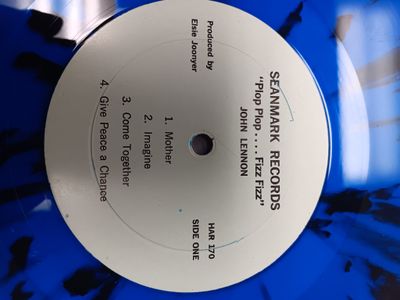 SEANMARK RECORDS
"Plop Plop . . . . Fizz Fizz"
JOHN LENNON
Produced by
Elsie Joonyer
HAR 170
SIDE ONE
1. Mother
2. Imagine
3. Come Together
4. Give Peace a Chance